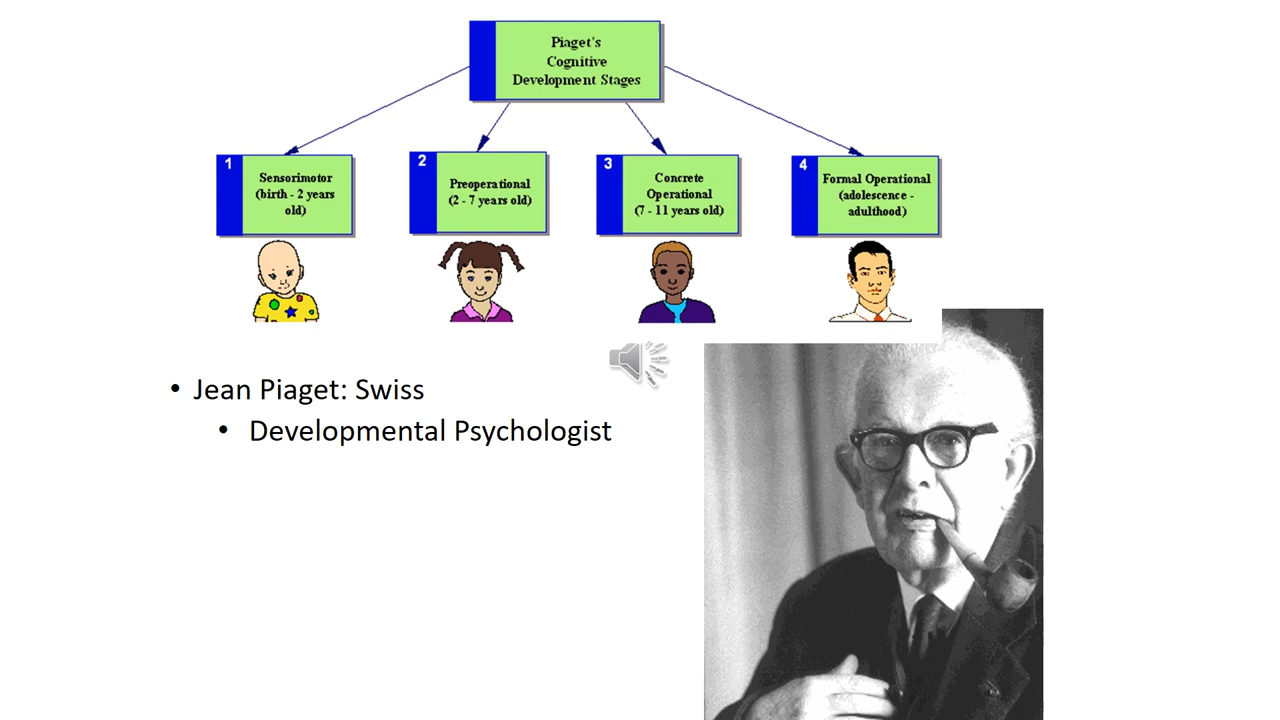 Piaget's
Cognitive
Development Stages
1
Sensorimotor
(birth - 2 years
old)
2
Preoperational
(2 - 7 years old)
3
Concrete
Operational
(7 - 11 years old)
4
Formal Operational
(adolescence -
adulthood)
• Jean Piaget: Swiss
• Developmental Psychologist